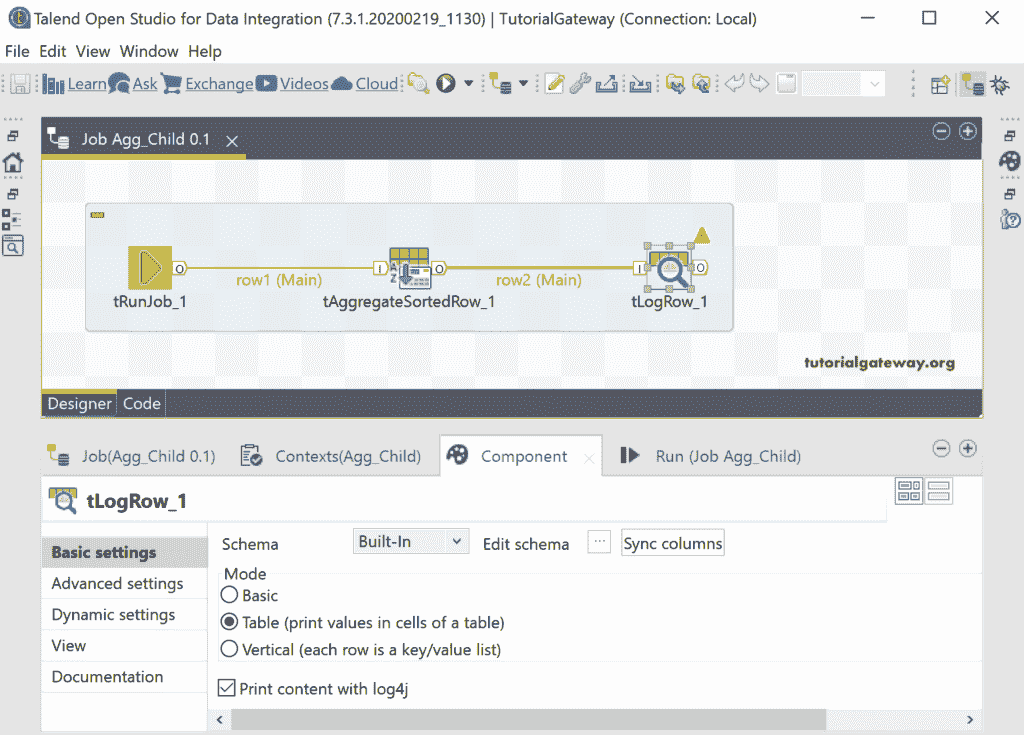 Talend Open Studio for Data Integration (7.3.1.20200219_1130) | TutorialGateway (Connection: Local)
File Edit View Window Help
Learn Ask Exchange Videos Cloud
Job Agg_Child 0.1
row1 (Main) row2 (Main)
tRunJob_1 tAggregateSortedRow_1 tLogRow_1
tutorialgateway.org
Designer Code
Job(Agg_Child 0.1) Contexts(Agg_Child) Component Run (Job Agg_Child)
tLogRow_1
Basic settings
Advanced settings
Dynamic settings
View
Documentation
Schema Built-In Edit schema ... Sync columns
Mode
Basic
Table (print values in cells of a table)
Vertical (each row is a key/value list)
Print content with log4j